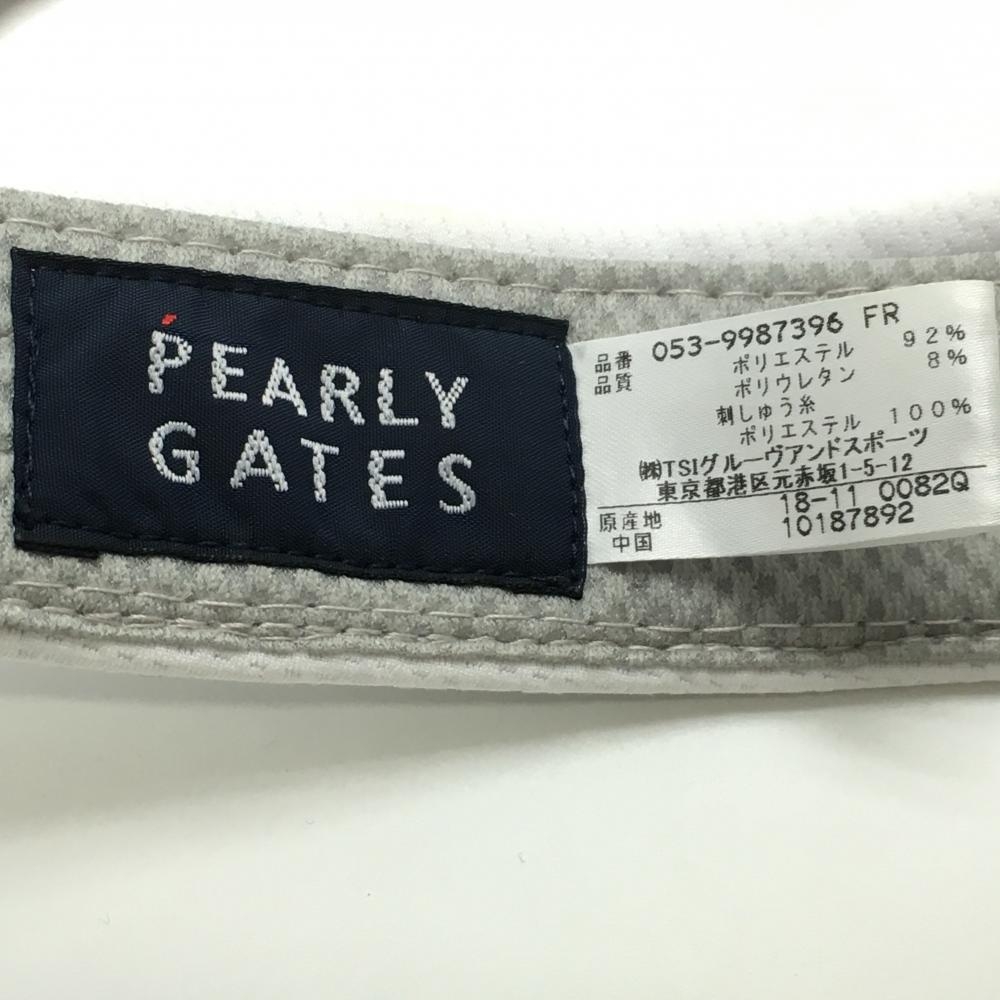 PEARLY
GATES
品番 053-9987396 FR
品質 ポリエステル 92%
ポリウレタン 8%
刺しゅう糸
ポリエステル 100%
㈱TSIグルーヴアンドスポーツ
東京都港区元赤坂1-5-12
18-11 0082Q
原産地 10187892
中国